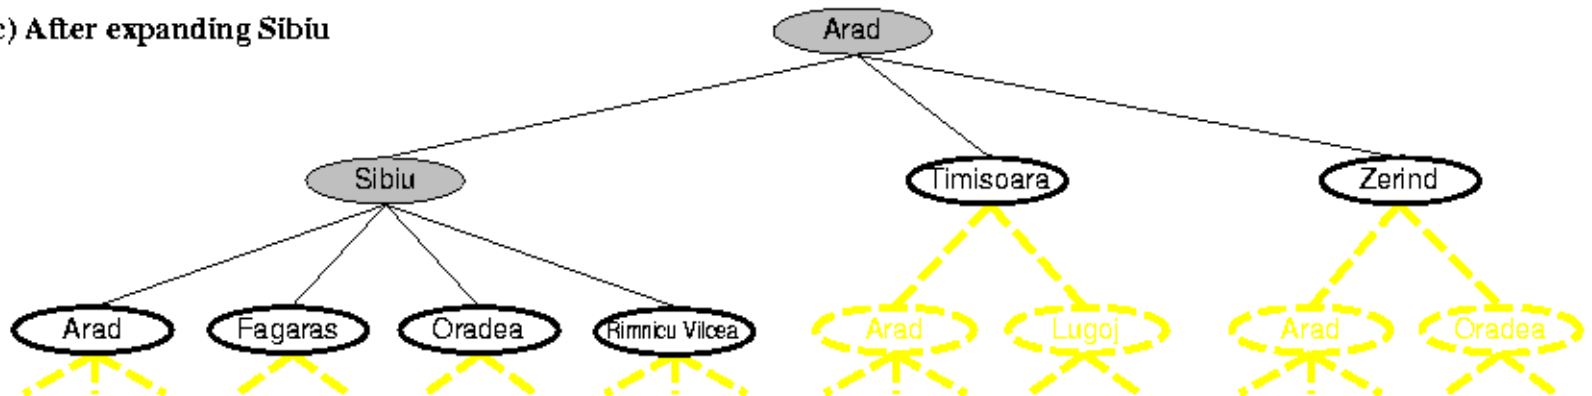 c) After expanding Sibiu
Arad
Sibiu
Timisoara
Zerind
Arad
Fagaras
Oradea
Rimnicu Vilcea
Arad
Lugoj
Arad
Oradea